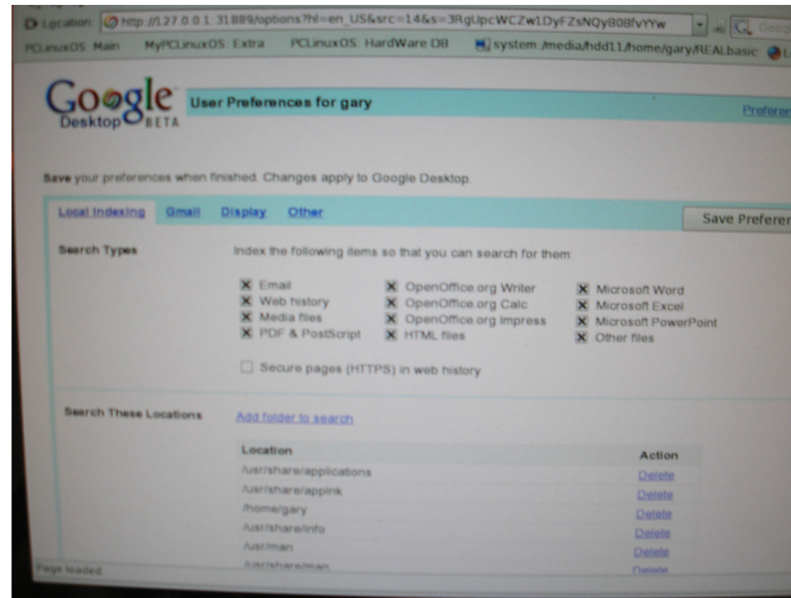 Location: http://127.0.0.1:31889/options?hl=en_US&src=14&s=3RgUpcWCZw1DyFZsNQyB08fvYYw Goog
PCLinuxOS: Main MyPCLinuxOS: Extra PCLinuxOS: HardWare DB system:/media/hdd11/home/gary/REALbasic
Google
Desktop BETA
User Preferences for gary
Preferen
Save your preferences when finished. Changes apply to Google Desktop.
Local Indexing Gmail Display Other
Save Preferen
Search Types Index the following items so that you can search for them:
Email OpenOffice.org Writer Microsoft Word
Web history OpenOffice.org Calc Microsoft Excel
Media files OpenOffice.org Impress Microsoft PowerPoint
PDF & PostScript HTML files Other files
Secure pages (HTTPS) in web history
Search These Locations Add folder to search
Location Action
/usr/share/applications Delete
/usr/share/applnk Delete
/home/gary Delete
/usr/share/info Delete
/usr/man Delete
/usr/share/man Delete
Page loaded.